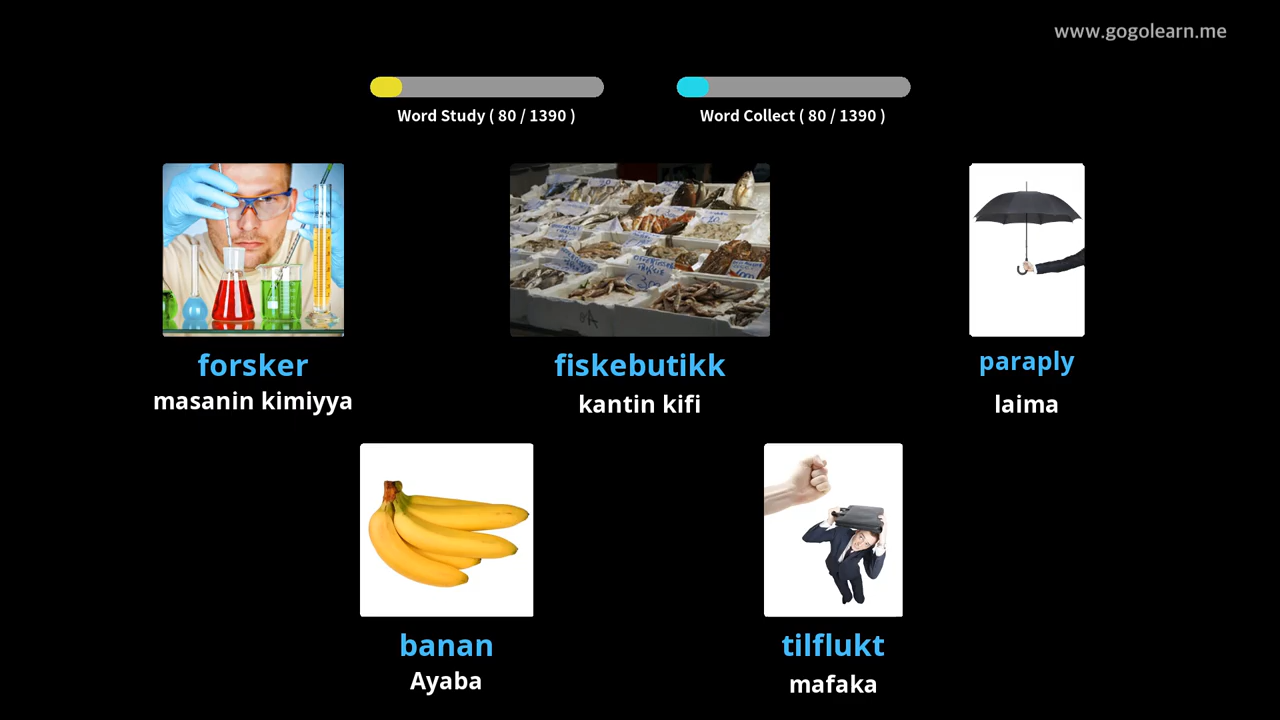 www.gogolearn.me
Word Study ( 80 / 1390 )
Word Collect ( 80 / 1390 )
forsker
masanin kimiyya
fiskebutikk
kantin kifi
paraply
laima
banan
Ayaba
tilflukt
mafaka